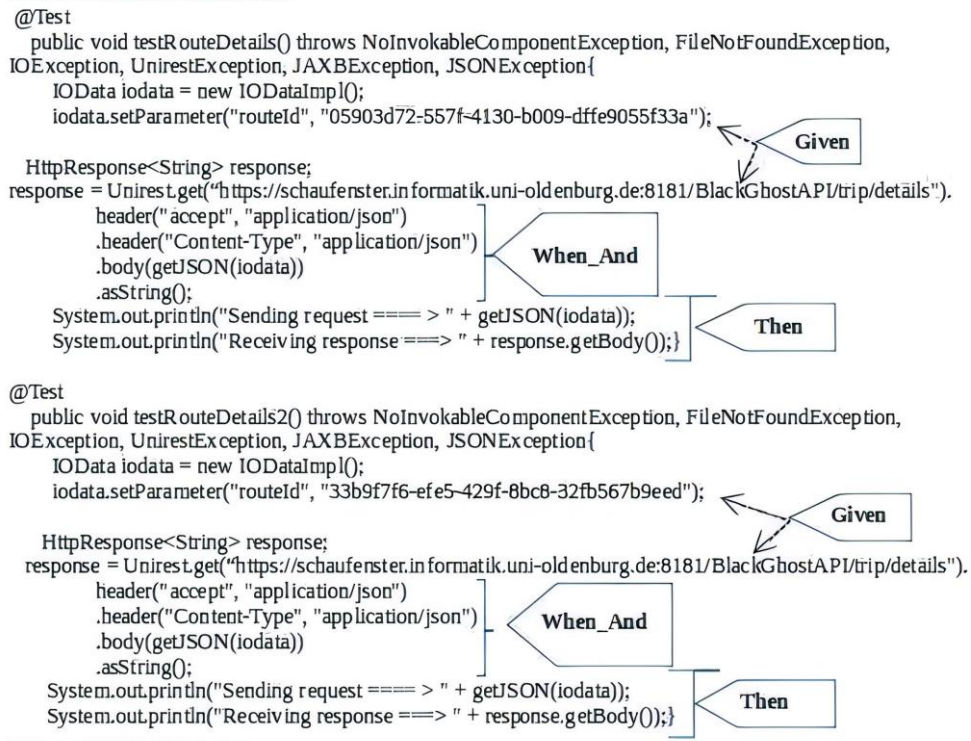 @Test
public void testRouteDetails() throws NoInvokableComponentException, FileNotFoundException,
IOException, UnirestException, JAXBException, JSONException{
IOData iodata = new IODataImpl();
iodata.setParameter("routeId", "05903d72-557f-4130-b009-dffe9055f33a");
Given
HttpResponse<String> response;
response = Unirest.get("https://schaufenster.informatik.uni-oldenburg.de:8181/BlackGhostAPI/trip/details").
header("accept", "application/json")
.header("Content-Type", "application/json")
When_And
.body(getJSON(iodata))
.asString();
System.out.println("Sending request ==== > " + getJSON(iodata));
Then
System.out.println("Receiving response ===> " + response.getBody());}
@Test
public void testRouteDetails2() throws NoInvokableComponentException, FileNotFoundException,
IOException, UnirestException, JAXBException, JSONException{
IOData iodata = new IODataImpl();
iodata.setParameter("routeId", "33b9f7f6-efe5-429f-8bc8-32fb567b9eed");
Given
HttpResponse<String> response;
response = Unirest.get("https://schaufenster.informatik.uni-oldenburg.de:8181/BlackGhostAPI/trip/details").
header("accept", "application/json")
.header("Content-Type", "application/json")
When_And
.body(getJSON(iodata))
.asString();
System.out.println("Sending request ==== > " + getJSON(iodata));
Then
System.out.println("Receiving response ===> " + response.getBody());}